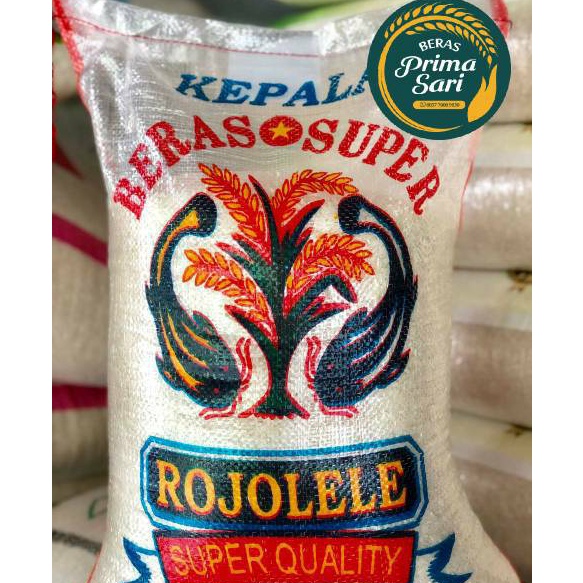 KEPALA
BERAS SUPER
ROJOLELE
SUPER QUALITY
BERAS
Prima
Sari